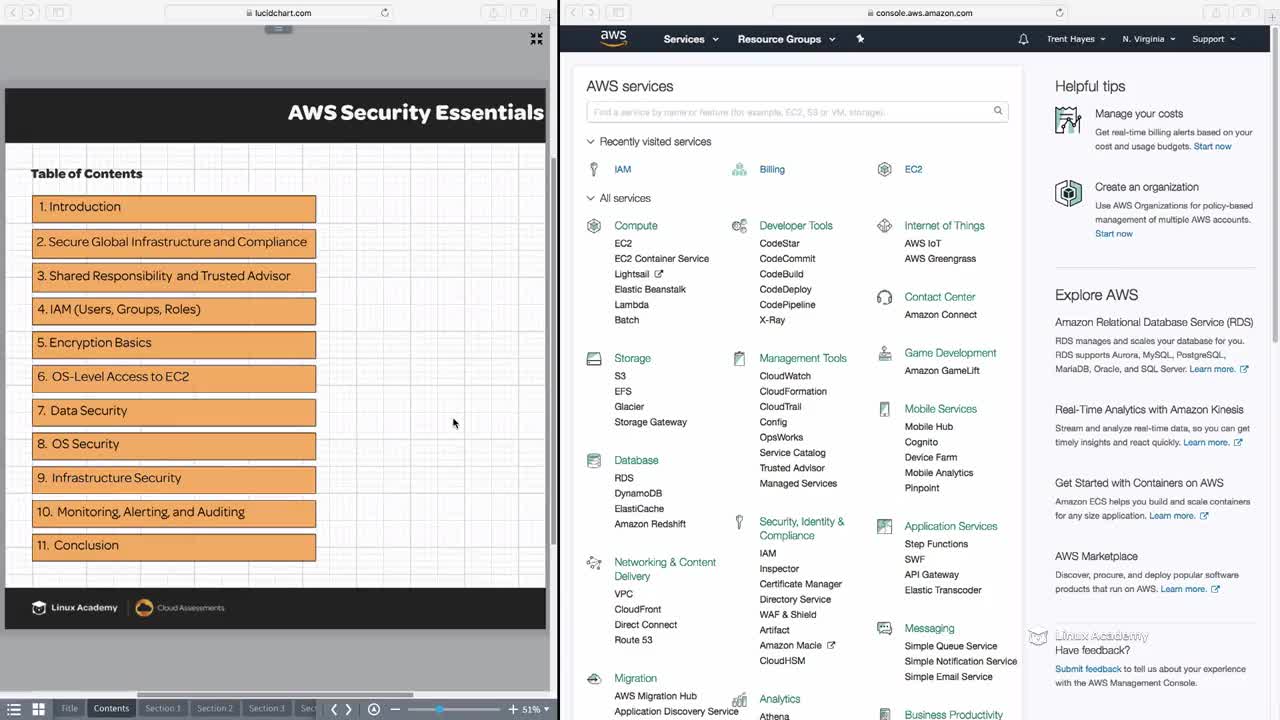 lucidchart.com
AWS Security Essentials
Table of Contents
1. Introduction
2. Secure Global Infrastructure and Compliance
3. Shared Responsibility and Trusted Advisor
4. IAM (Users, Groups, Roles)
5. Encryption Basics
6. OS-Level Access to EC2
7. Data Security
8. OS Security
9. Infrastructure Security
10. Monitoring, Alerting, and Auditing
11. Conclusion
Linux Academy
Cloud Assessments
Title
Contents
Section 1
Section 2
Section 3
Sec
51%
console.aws.amazon.com
aws
Services
Resource Groups
Trent Hayes
N. Virginia
Support
AWS services
Find a service by name or feature (for example, EC2, S3 or VM, storage).
Recently visited services
IAM
Billing
EC2
All services
Compute
EC2
EC2 Container Service
Lightsail
Elastic Beanstalk
Lambda
Batch
Storage
S3
EFS
Glacier
Storage Gateway
Database
RDS
DynamoDB
ElastiCache
Amazon Redshift
Networking & Content
Delivery
VPC
CloudFront
Direct Connect
Route 53
Migration
AWS Migration Hub
Application Discovery Service
Developer Tools
CodeStar
CodeCommit
CodeBuild
CodeDeploy
CodePipeline
X-Ray
Management Tools
CloudWatch
CloudFormation
CloudTrail
Config
OpsWorks
Service Catalog
Trusted Advisor
Managed Services
Security, Identity &
Compliance
IAM
Inspector
Certificate Manager
Directory Service
WAF & Shield
Artifact
Amazon Macie
CloudHSM
Analytics
Athena
Internet of Things
AWS IoT
AWS Greengrass
Contact Center
Amazon Connect
Game Development
Amazon GameLift
Mobile Services
Mobile Hub
Cognito
Device Farm
Mobile Analytics
Pinpoint
Application Services
Step Functions
SWF
API Gateway
Elastic Transcoder
Messaging
Simple Queue Service
Simple Notification Service
Simple Email Service
Business Productivity
Helpful tips
Manage your costs
Get real-time billing alerts based on your
cost and usage budgets. Start now
Create an organization
Use AWS Organizations for policy-based
management of multiple AWS accounts.
Start now
Explore AWS
Amazon Relational Database Service (RDS)
RDS manages and scales your database for you.
RDS supports Aurora, MySQL, PostgreSQL,
MariaDB, Oracle, and SQL Server. Learn more.
Real-Time Analytics with Amazon Kinesis
Stream and analyze real-time data, so you can get
timely insights and react quickly. Learn more.
Get Started with Containers on AWS
Amazon ECS helps you build and scale containers
for any size application. Learn more.
AWS Marketplace
Discover, procure, and deploy popular software
products that run on AWS. Learn more.
Linux Academy
Have feedback?
Submit feedback to tell us about your experience
with the AWS Management Console.